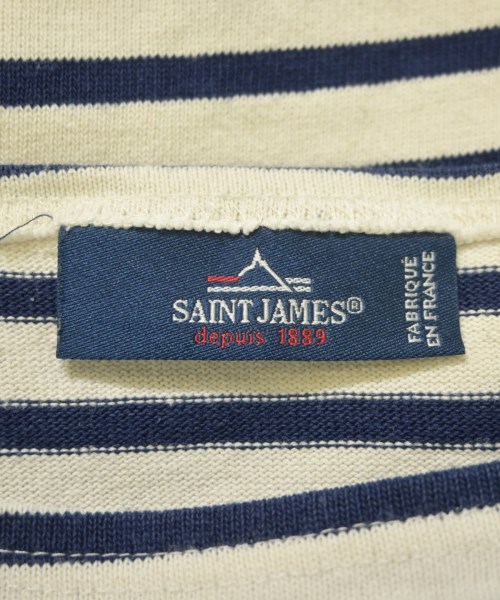 SAINT JAMES®
depuis 1889
FABRIQUÉ
EN FRANCE